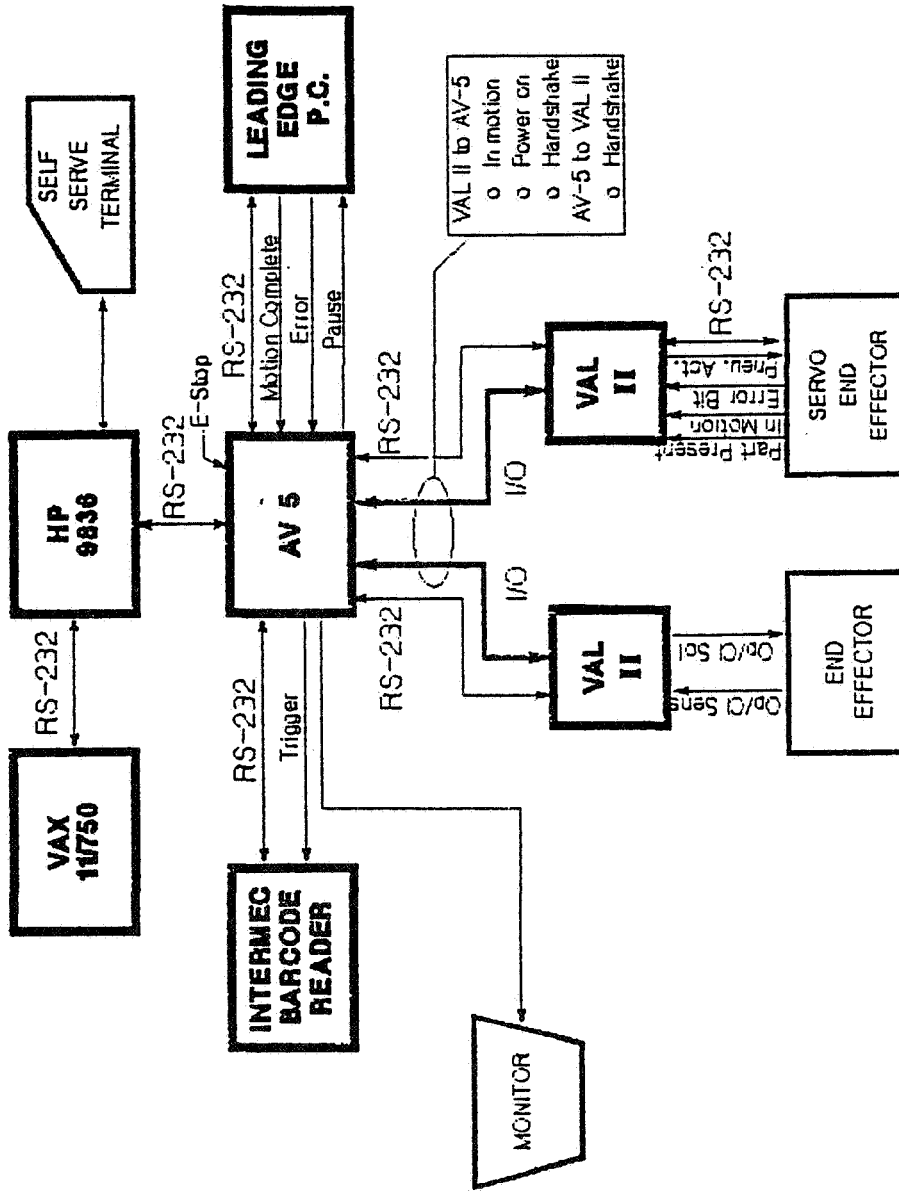 VAX
11/750
RS-232
HP
9836
SELF
SERVE
TERMINAL
RS-232
E-Stop
INTERMEC
BARCODE
READER
RS-232
Trigger
AV 5
RS-232
Motion Complete
Error
Pause
LEADING
EDGE
P.C.
MONITOR
RS-232
I/O
I/O
RS-232
VAL II to AV-5
o In motion
o Power on
o Handshake
AV-5 to VAL II
o Handshake
VAL
II
VAL
II
Op/Cl Sens
Op/Cl Sol
Part Present
In Motion
Error Bit
Pneu. Act.
RS-232
END
EFFECTOR
SERVO
END
EFFECTOR